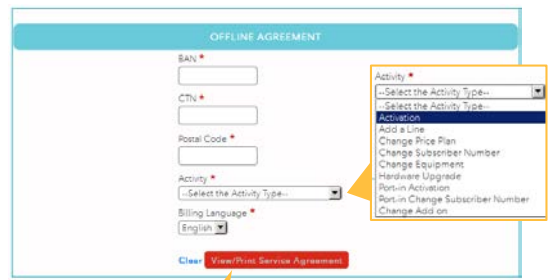 OFFLINE AGREEMENT
BAN *
CTN *
Postal Code *
Activity *
--Select the Activity Type--
Billing Language *
English
Clear View/Print Service Agreement
Activity *
--Select the Activity Type--
--Select the Activity Type--
Activation
Add a Line
Change Price Plan
Change Subscriber Number
Change Equipment
Hardware Upgrade
Port-in Activation
Port-in Change Subscriber Number
Change Add on